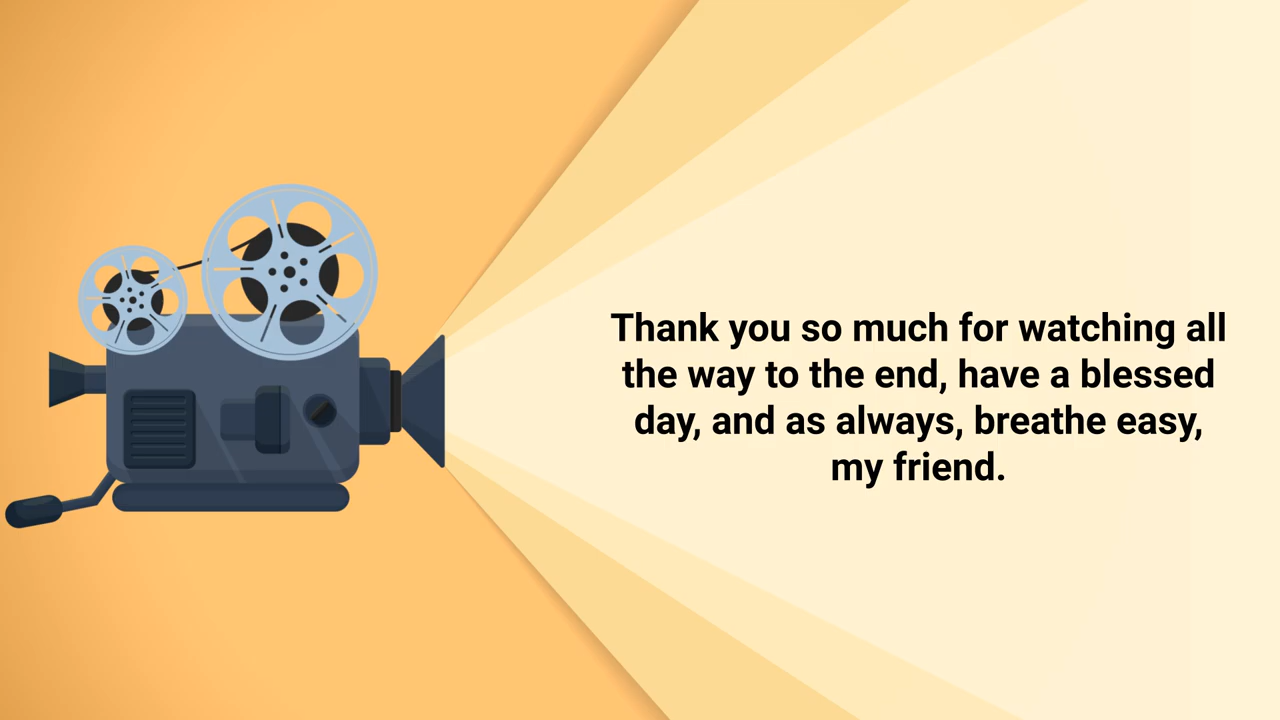 Thank you so much for watching all
the way to the end, have a blessed
day, and as always, breathe easy,
my friend.